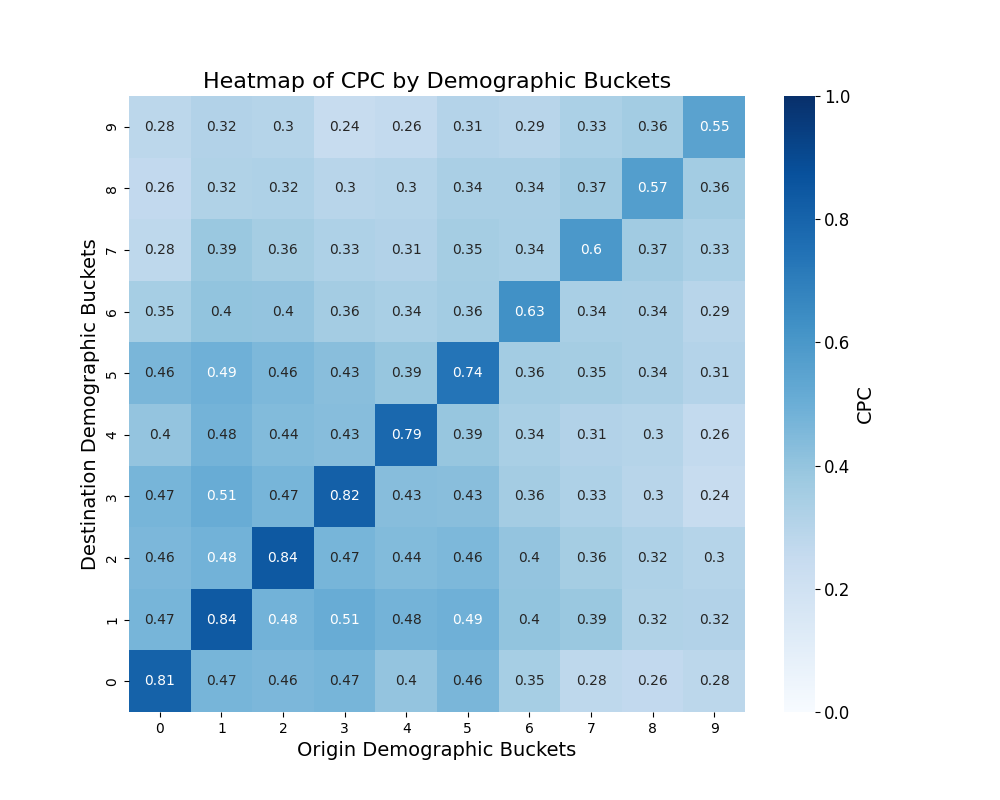 Heatmap of CPC by Demographic Buckets
Destination Demographic Buckets
9 0.28 0.32 0.3 0.24 0.26 0.31 0.29 0.33 0.36 0.55
8 0.26 0.32 0.32 0.3 0.3 0.34 0.34 0.37 0.57 0.36
7 0.28 0.39 0.36 0.33 0.31 0.35 0.34 0.6 0.37 0.33
6 0.35 0.4 0.4 0.36 0.34 0.36 0.63 0.34 0.34 0.29
5 0.46 0.49 0.46 0.43 0.39 0.74 0.36 0.35 0.34 0.31
4 0.4 0.48 0.44 0.43 0.79 0.39 0.34 0.31 0.3 0.26
3 0.47 0.51 0.47 0.82 0.43 0.43 0.36 0.33 0.3 0.24
2 0.46 0.48 0.84 0.47 0.44 0.46 0.4 0.36 0.32 0.3
1 0.47 0.84 0.48 0.51 0.48 0.49 0.4 0.39 0.32 0.32
0 0.81 0.47 0.46 0.47 0.4 0.46 0.35 0.28 0.26 0.28
0 1 2 3 4 5 6 7 8 9
Origin Demographic Buckets
1.0
0.8
0.6
0.4
0.2
0.0
CPC